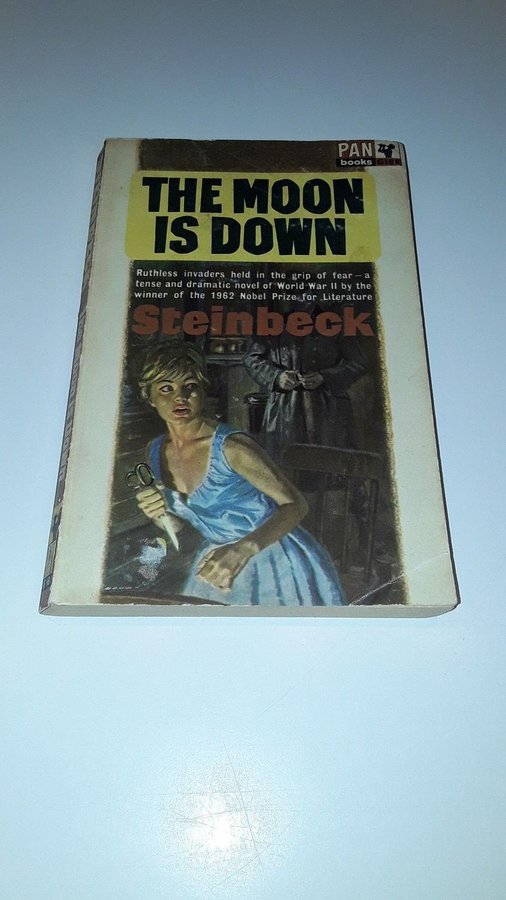 PAN
books
THE MOON
IS DOWN
Ruthless invaders held in the grip of fear—a
tense and dramatic novel of World War II by the
winner of the 1962 Nobel Prize for Literature
Steinbeck